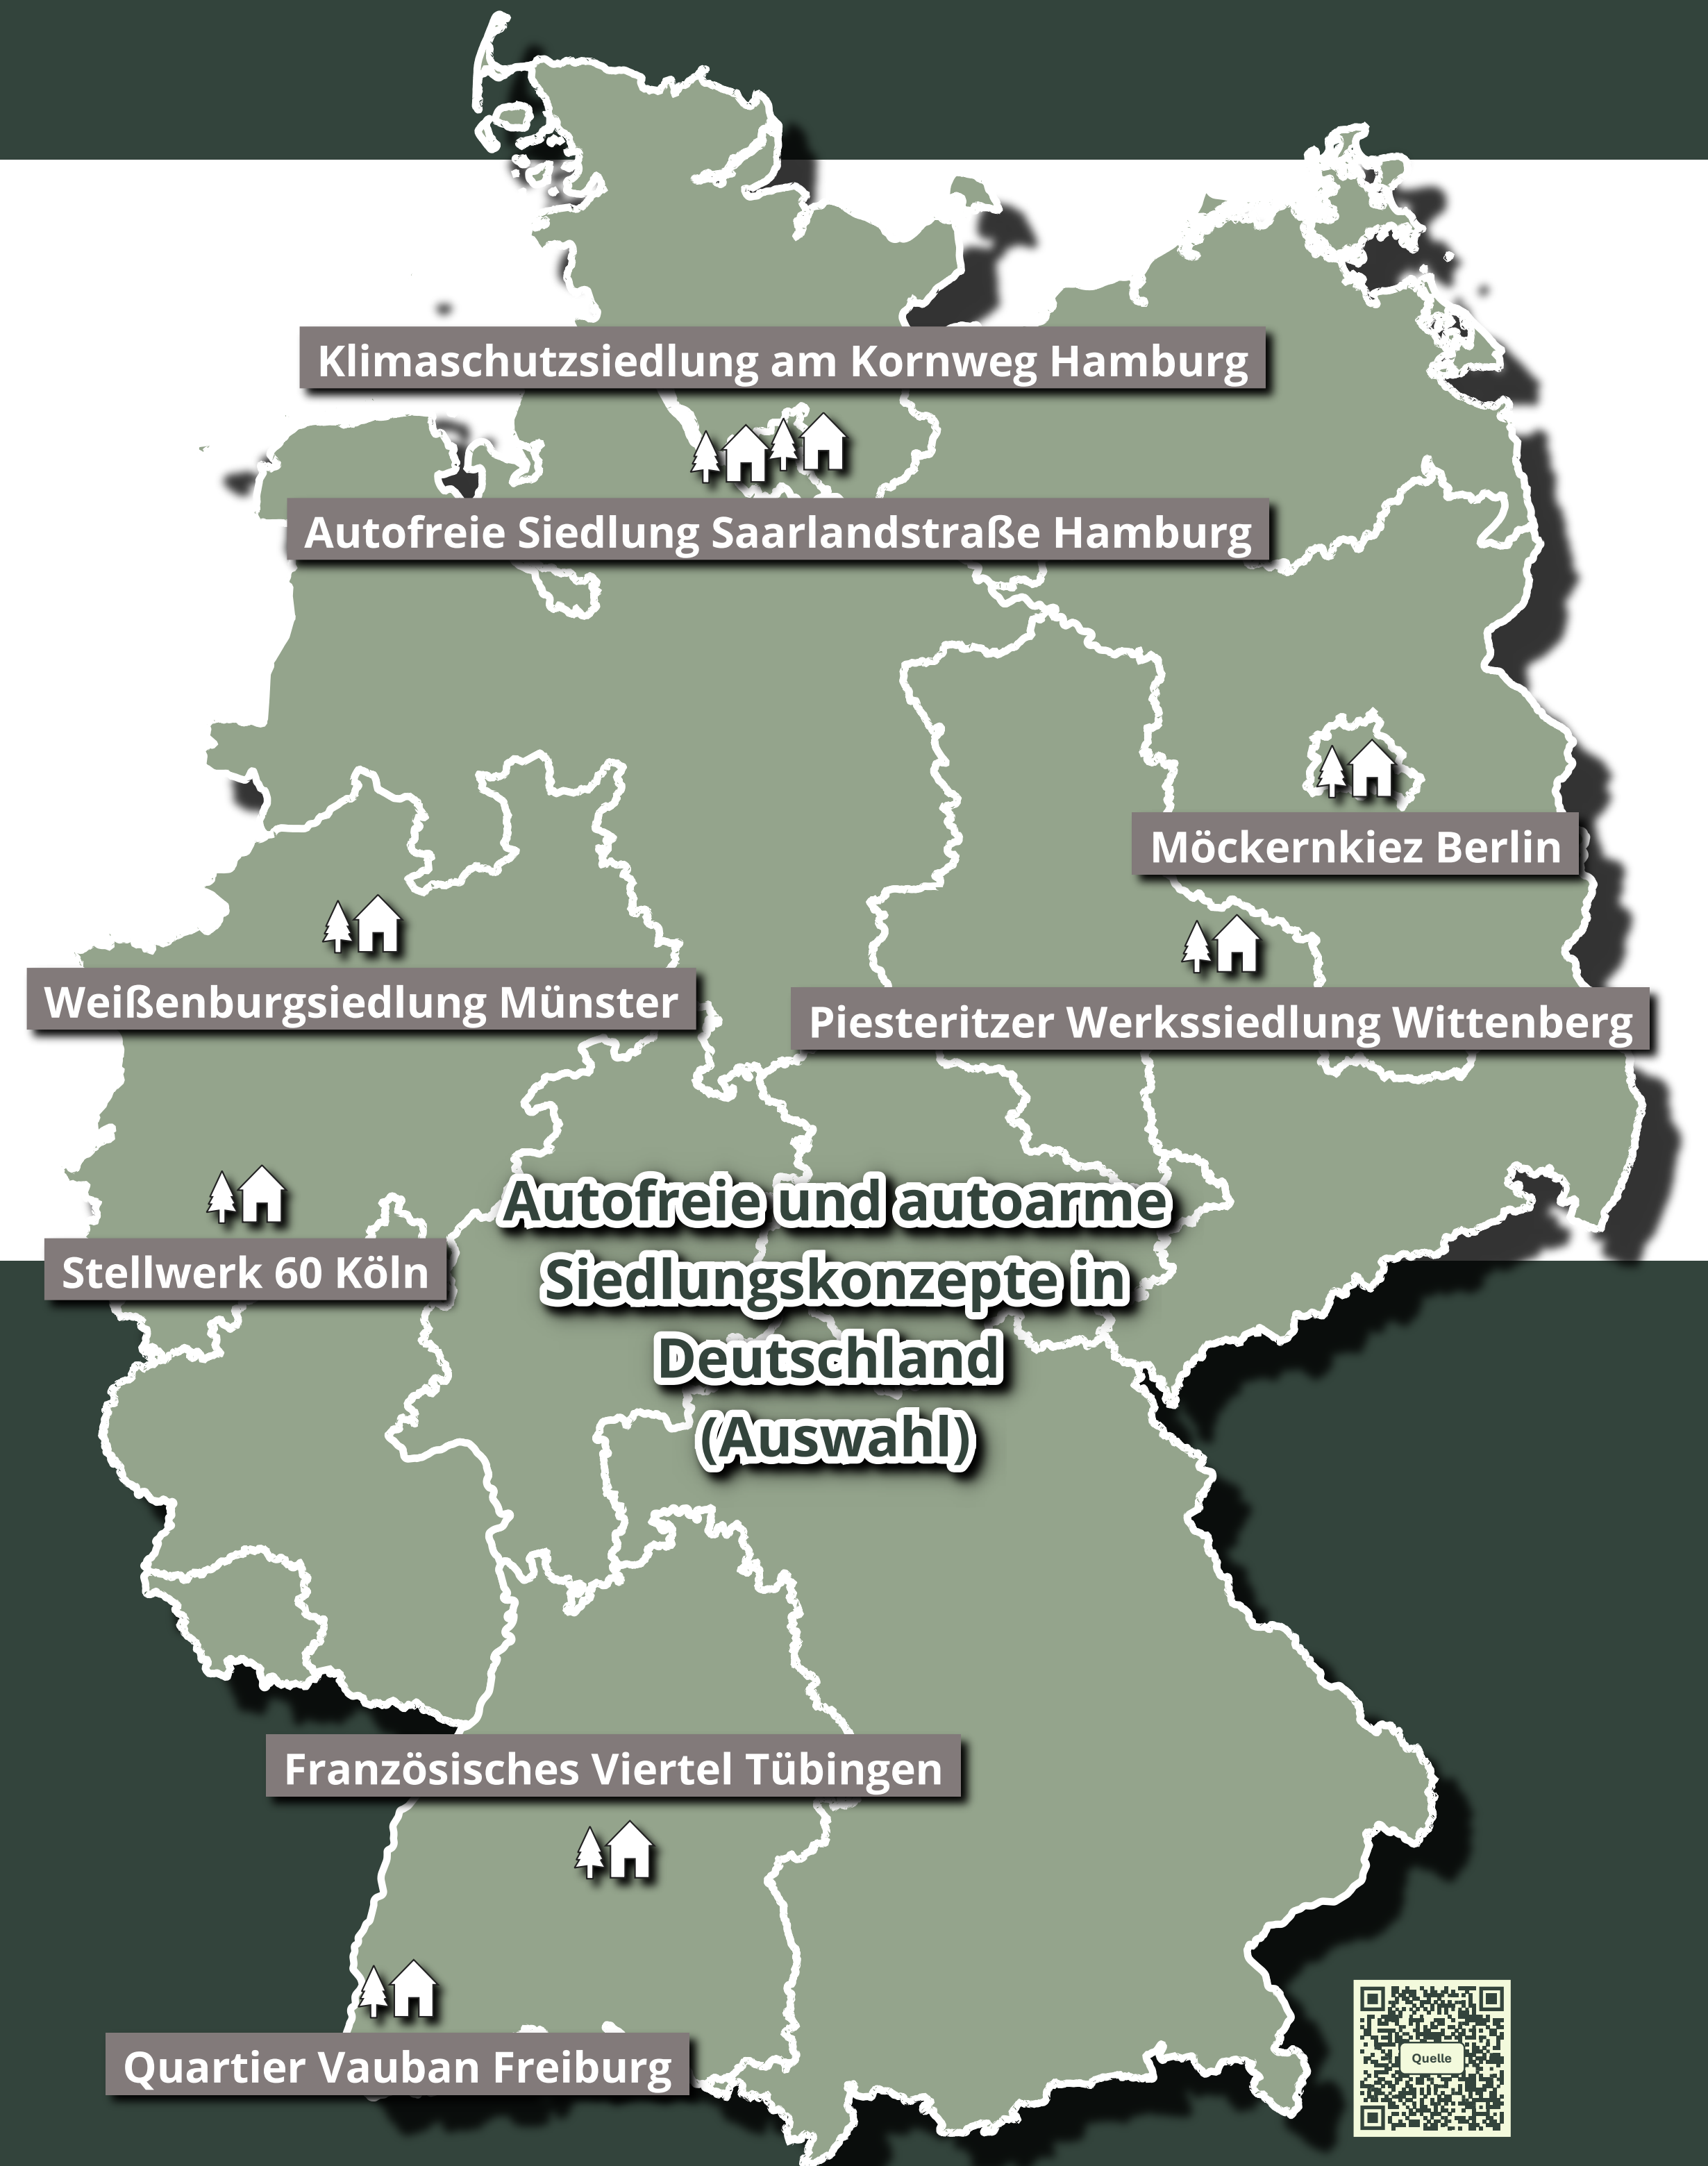 Klimaschutzsiedlung am Kornweg Hamburg
Autofreie Siedlung Saarlandstraße Hamburg
Möckernkiez Berlin
Weißenburgsiedlung Münster
Piesteritzer Werkssiedlung Wittenberg
Autofreie und autoarme
Siedlungskonzepte in
Deutschland
(Auswahl)
Stellwerk 60 Köln
Französisches Viertel Tübingen
Quartier Vauban Freiburg
Quelle